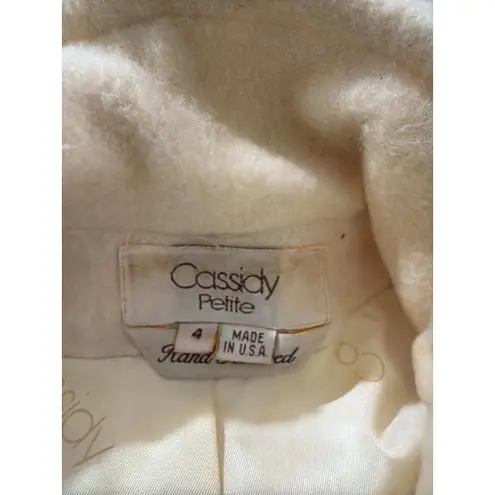 Cassidy
Petite
4
MADE
IN U.S.A.
Hand